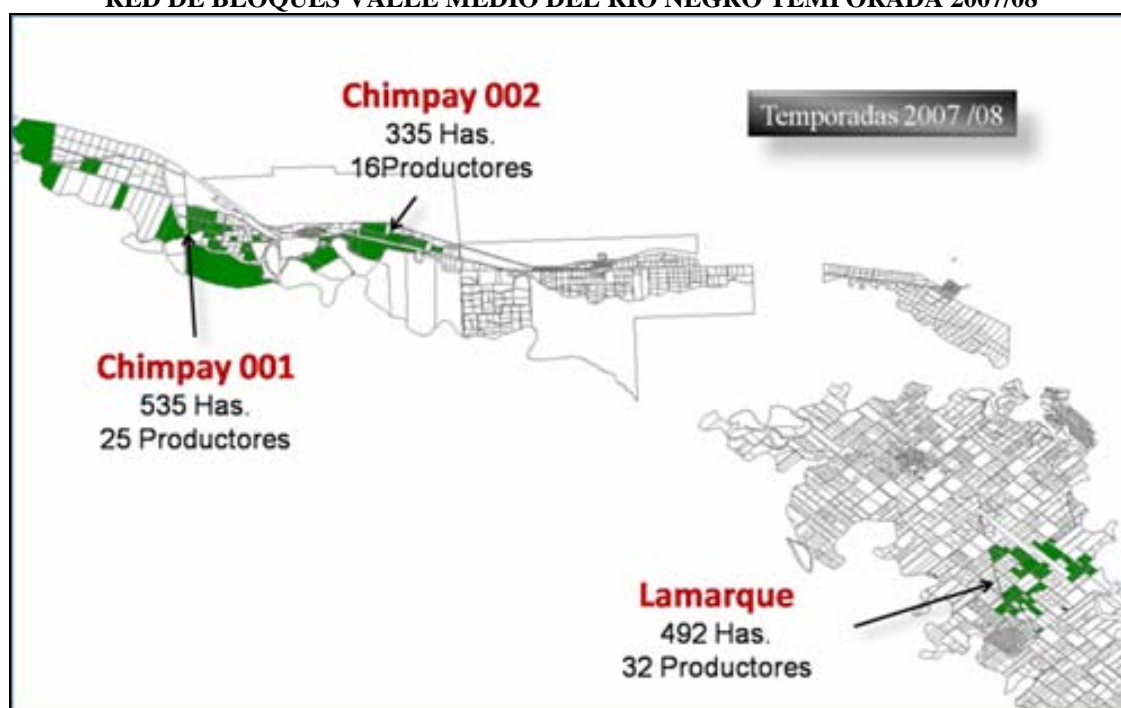 RED DE BLOQUES VALLE MEDIO DEL RIO NEGRO TEMPORADA 2007/08
Chimpay 002
335 Has.
16Productores
Temporadas 2007 /08
Chimpay 001
535 Has.
25 Productores
Lamarque
492 Has.
32 Productores